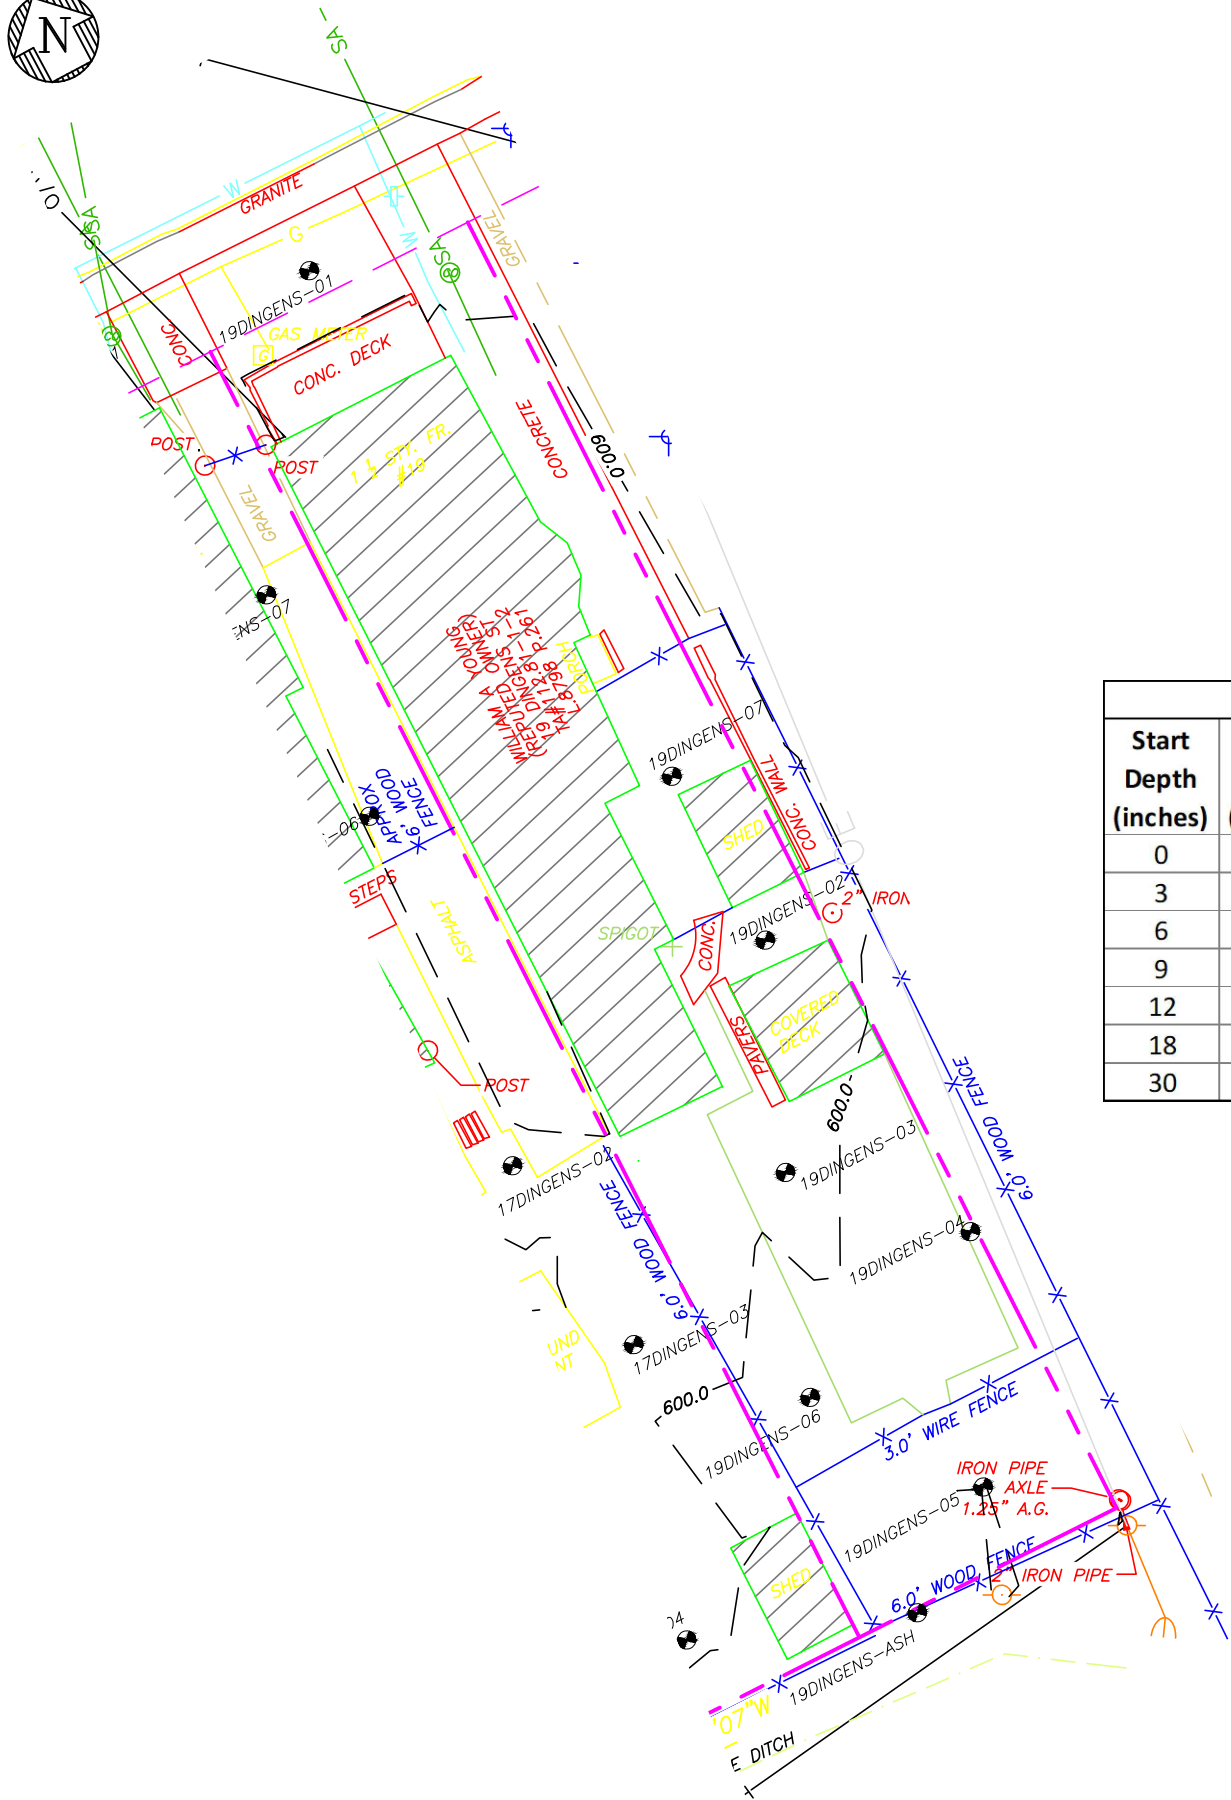 N
SA
W
GRANITE
G
W
SA
GRAVEL
19DINGENS-01
CONC
GAS METER
G
CONC. DECK
POST
POST
1 1/2 STY. FR.
#19
CONCRETE
600.0
GRAVEL
WILLIAM A YOUNG
(REPUTED OWNER)
(19 DINGENS ST
TA#112.81-1-2
L.8798 P.261
PORCH
19DINGENS-07
CONC. WALL
SHED
APPROX
6' WOOD
FENCE
-06
STEPS
ASPHALT
SPIGOT
CONC.
19DINGENS-02
2" IRON
COVERED
DECK
PAVERS
POST
600.0
6.0' WOOD FENCE
17DINGENS-02
19DINGENS-03
6.0' WOOD FENCE
19DINGENS-04
17DINGENS-03
600.0
19DINGENS-06
3.0' WIRE FENCE
IRON PIPE
AXLE
1.25" A.G.
19DINGENS-05
2" IRON PIPE
6.0' WOOD FENCE
SHED
19DINGENS-ASH
'07"W
E DITCH
Start
Depth
(inches)
0
3
6
9
12
18
30